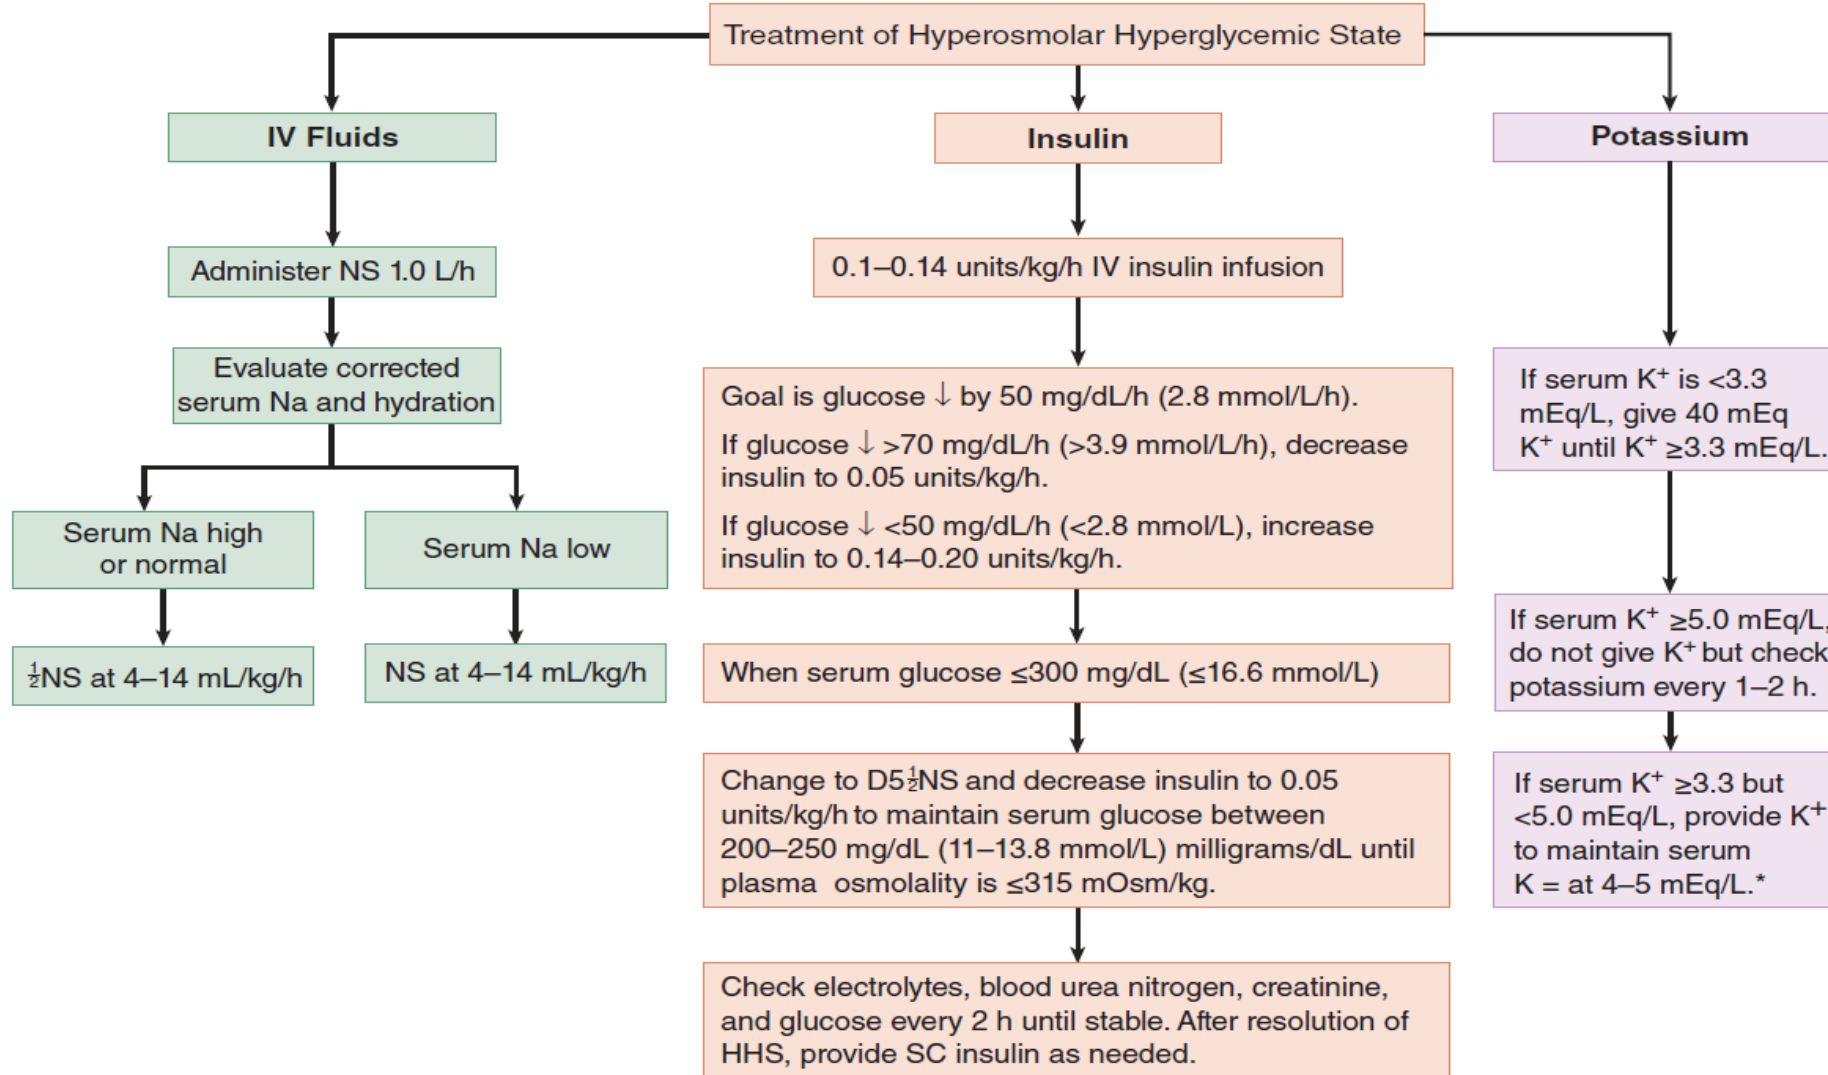 Treatment of Hyperosmolar Hyperglycemic State
IV Fluids
Administer NS 1.0 L/h
Evaluate corrected
serum Na and hydration
Serum Na high
or normal
½NS at 4–14 mL/kg/h
Serum Na low
NS at 4–14 mL/kg/h
Insulin
0.1–0.14 units/kg/h IV insulin infusion
Goal is glucose ↓ by 50 mg/dL/h (2.8 mmol/L/h).
If glucose ↓ >70 mg/dL/h (>3.9 mmol/L/h), decrease
insulin to 0.05 units/kg/h.
If glucose ↓ <50 mg/dL/h (<2.8 mmol/L), increase
insulin to 0.14–0.20 units/kg/h.
When serum glucose ≤300 mg/dL (≤16.6 mmol/L)
Change to D5½NS and decrease insulin to 0.05
units/kg/h to maintain serum glucose between
200–250 mg/dL (11–13.8 mmol/L) milligrams/dL until
plasma osmolality is ≤315 mOsm/kg.
Check electrolytes, blood urea nitrogen, creatinine,
and glucose every 2 h until stable. After resolution of
HHS, provide SC insulin as needed.
Potassium
If serum K⁺ is <3.3
mEq/L, give 40 mEq
K⁺ until K⁺ ≥3.3 mEq/L.
If serum K⁺ ≥5.0 mEq/L,
do not give K⁺ but check
potassium every 1–2 h.
If serum K⁺ ≥3.3 but
<5.0 mEq/L, provide K⁺
to maintain serum
K = at 4–5 mEq/L.*